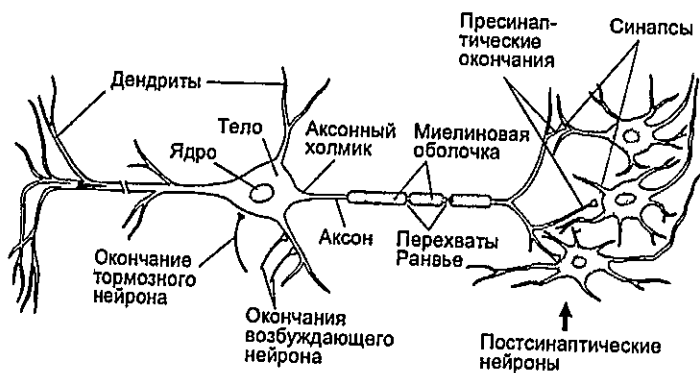 Дендриты
Тело
Ядро
Аксонный
холмик
Миелиновая
оболочка
Пресинап-
тические
окончания
Синапсы
Аксон
Перехваты
Ранвье
Окончание
тормозного
нейрона
Окончания
возбуждающего
нейрона
Постсинаптические
нейроны